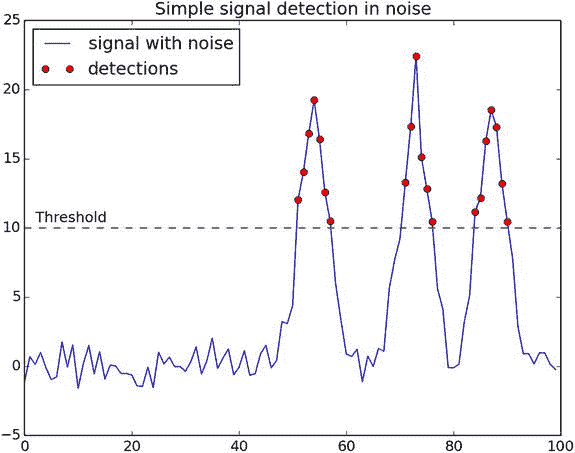 Simple signal detection in noise
25
signal with noise
detections
20
15
Threshold
10
5
0
−5
0 20 40 60 80 100